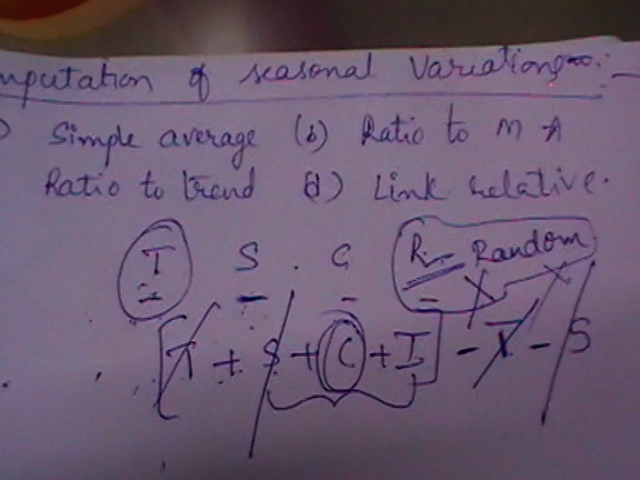 mputation of seasonal Variations:-
) Simple average (b) Ratio to M A
Ratio to trend d) Link relative.
T S . C R - Random
[T + S + C + I] - T - S